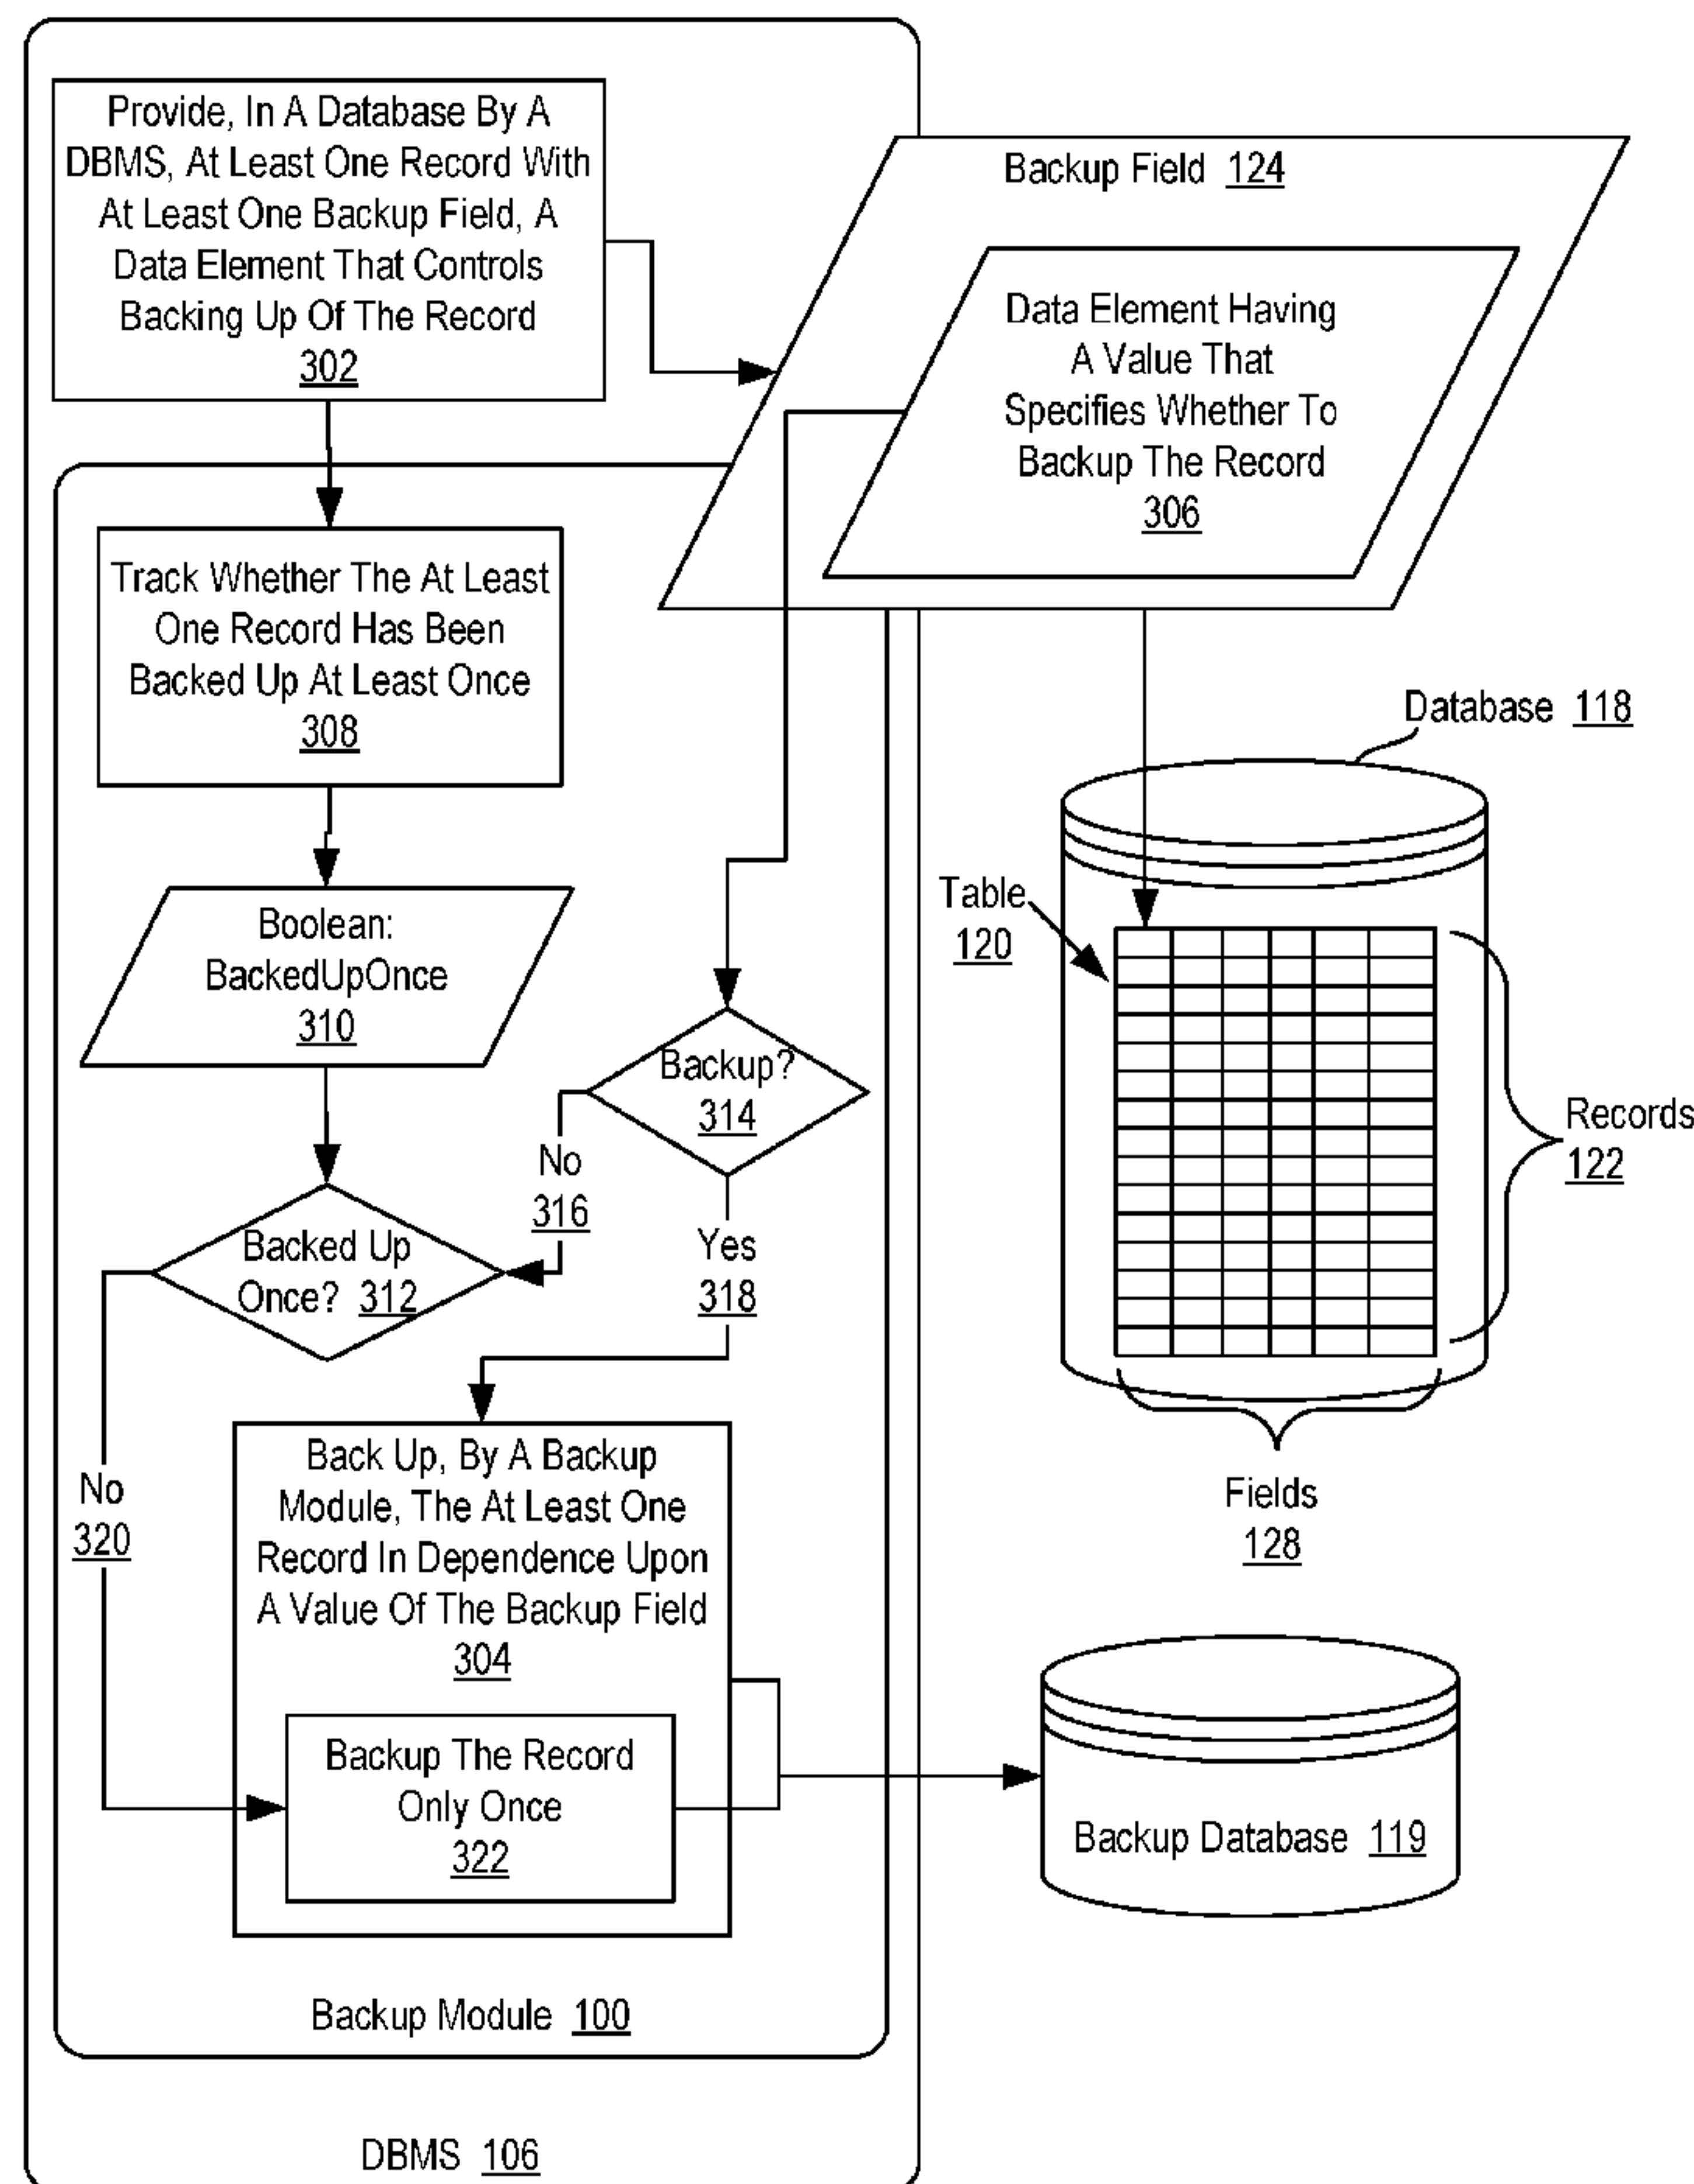 Provide, In A Database By A
DBMS, At Least One Record With
At Least One Backup Field, A
Data Element That Controls
Backing Up Of The Record
302
Backup Field 124
Data Element Having
A Value That
Specifies Whether To
Backup The Record
306
Track Whether The At Least
One Record Has Been
Backed Up At Least Once
308
Database 118
Table
120
Boolean:
BackedUpOnce
310
Backup?
314
Records
122
No
316
Yes
318
Backed Up
Once? 312
No
320
Back Up, By A Backup
Module, The At Least One
Record In Dependence Upon
A Value Of The Backup Field
304
Fields
128
Backup The Record
Only Once
322
Backup Database 119
Backup Module 100
DBMS 106